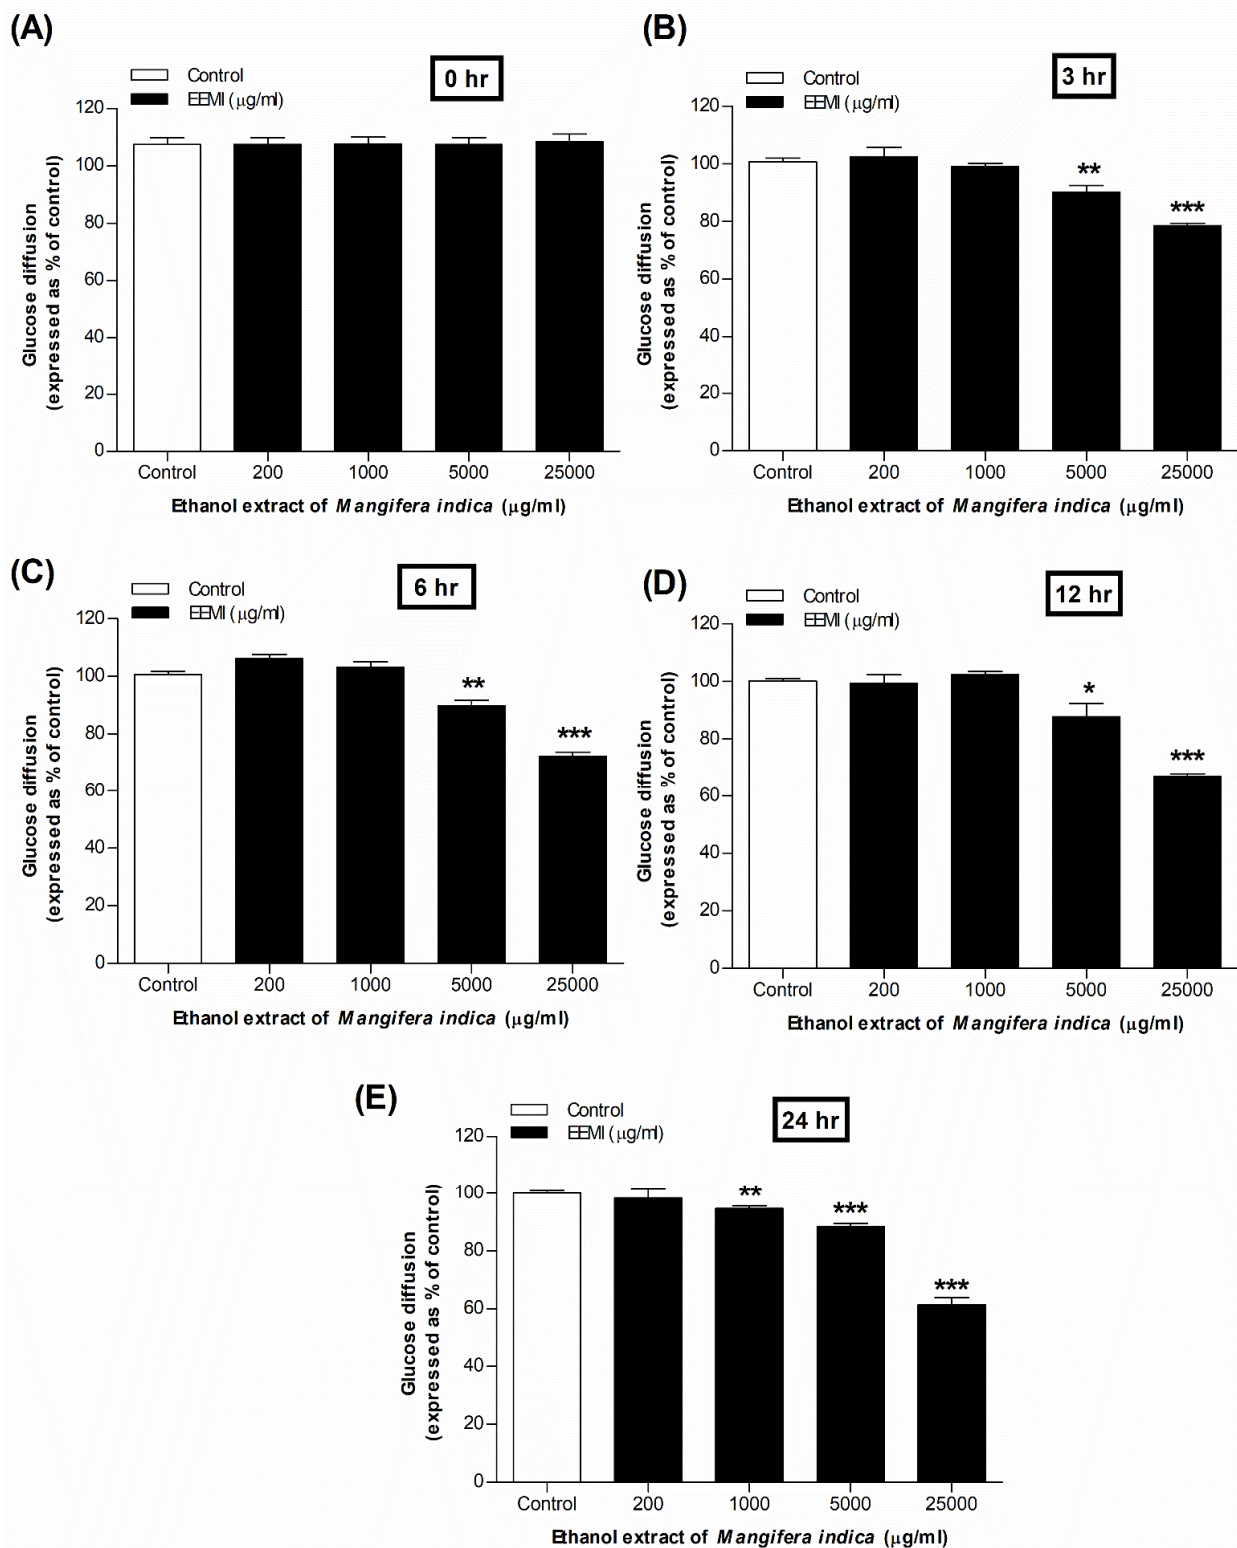 (A)
0 hr
Control
EEMI (μg/ml)
Glucose diffusion
(expressed as % of control)
120
100
80
60
40
20
0
Control 200 1000 5000 25000
Ethanol extract of Mangifera indica (μg/ml)
(B)
3 hr
Control
EEMI (μg/ml)
Glucose diffusion
(expressed as % of control)
120
100
80
60
40
20
0
**
***
Control 200 1000 5000 25000
Ethanol extract of Mangifera indica (μg/ml)
(C)
6 hr
Control
EEMI (μg/ml)
Glucose diffusion
(expressed as % of control)
120
100
80
60
40
20
0
**
***
Control 200 1000 5000 25000
Ethanol extract of Mangifera indica (μg/ml)
(D)
12 hr
Control
EEMI (μg/ml)
Glucose diffusion
(expressed as % of control)
120
100
80
60
40
20
0
*
***
Control 200 1000 5000 25000
Ethanol extract of Mangifera indica (μg/ml)
(E)
24 hr
Control
EEMI (μg/ml)
Glucose diffusion
(expressed as % of control)
120
100
80
60
40
20
0
**
***
***
Control 200 1000 5000 25000
Ethanol extract of Mangifera indica (μg/ml)